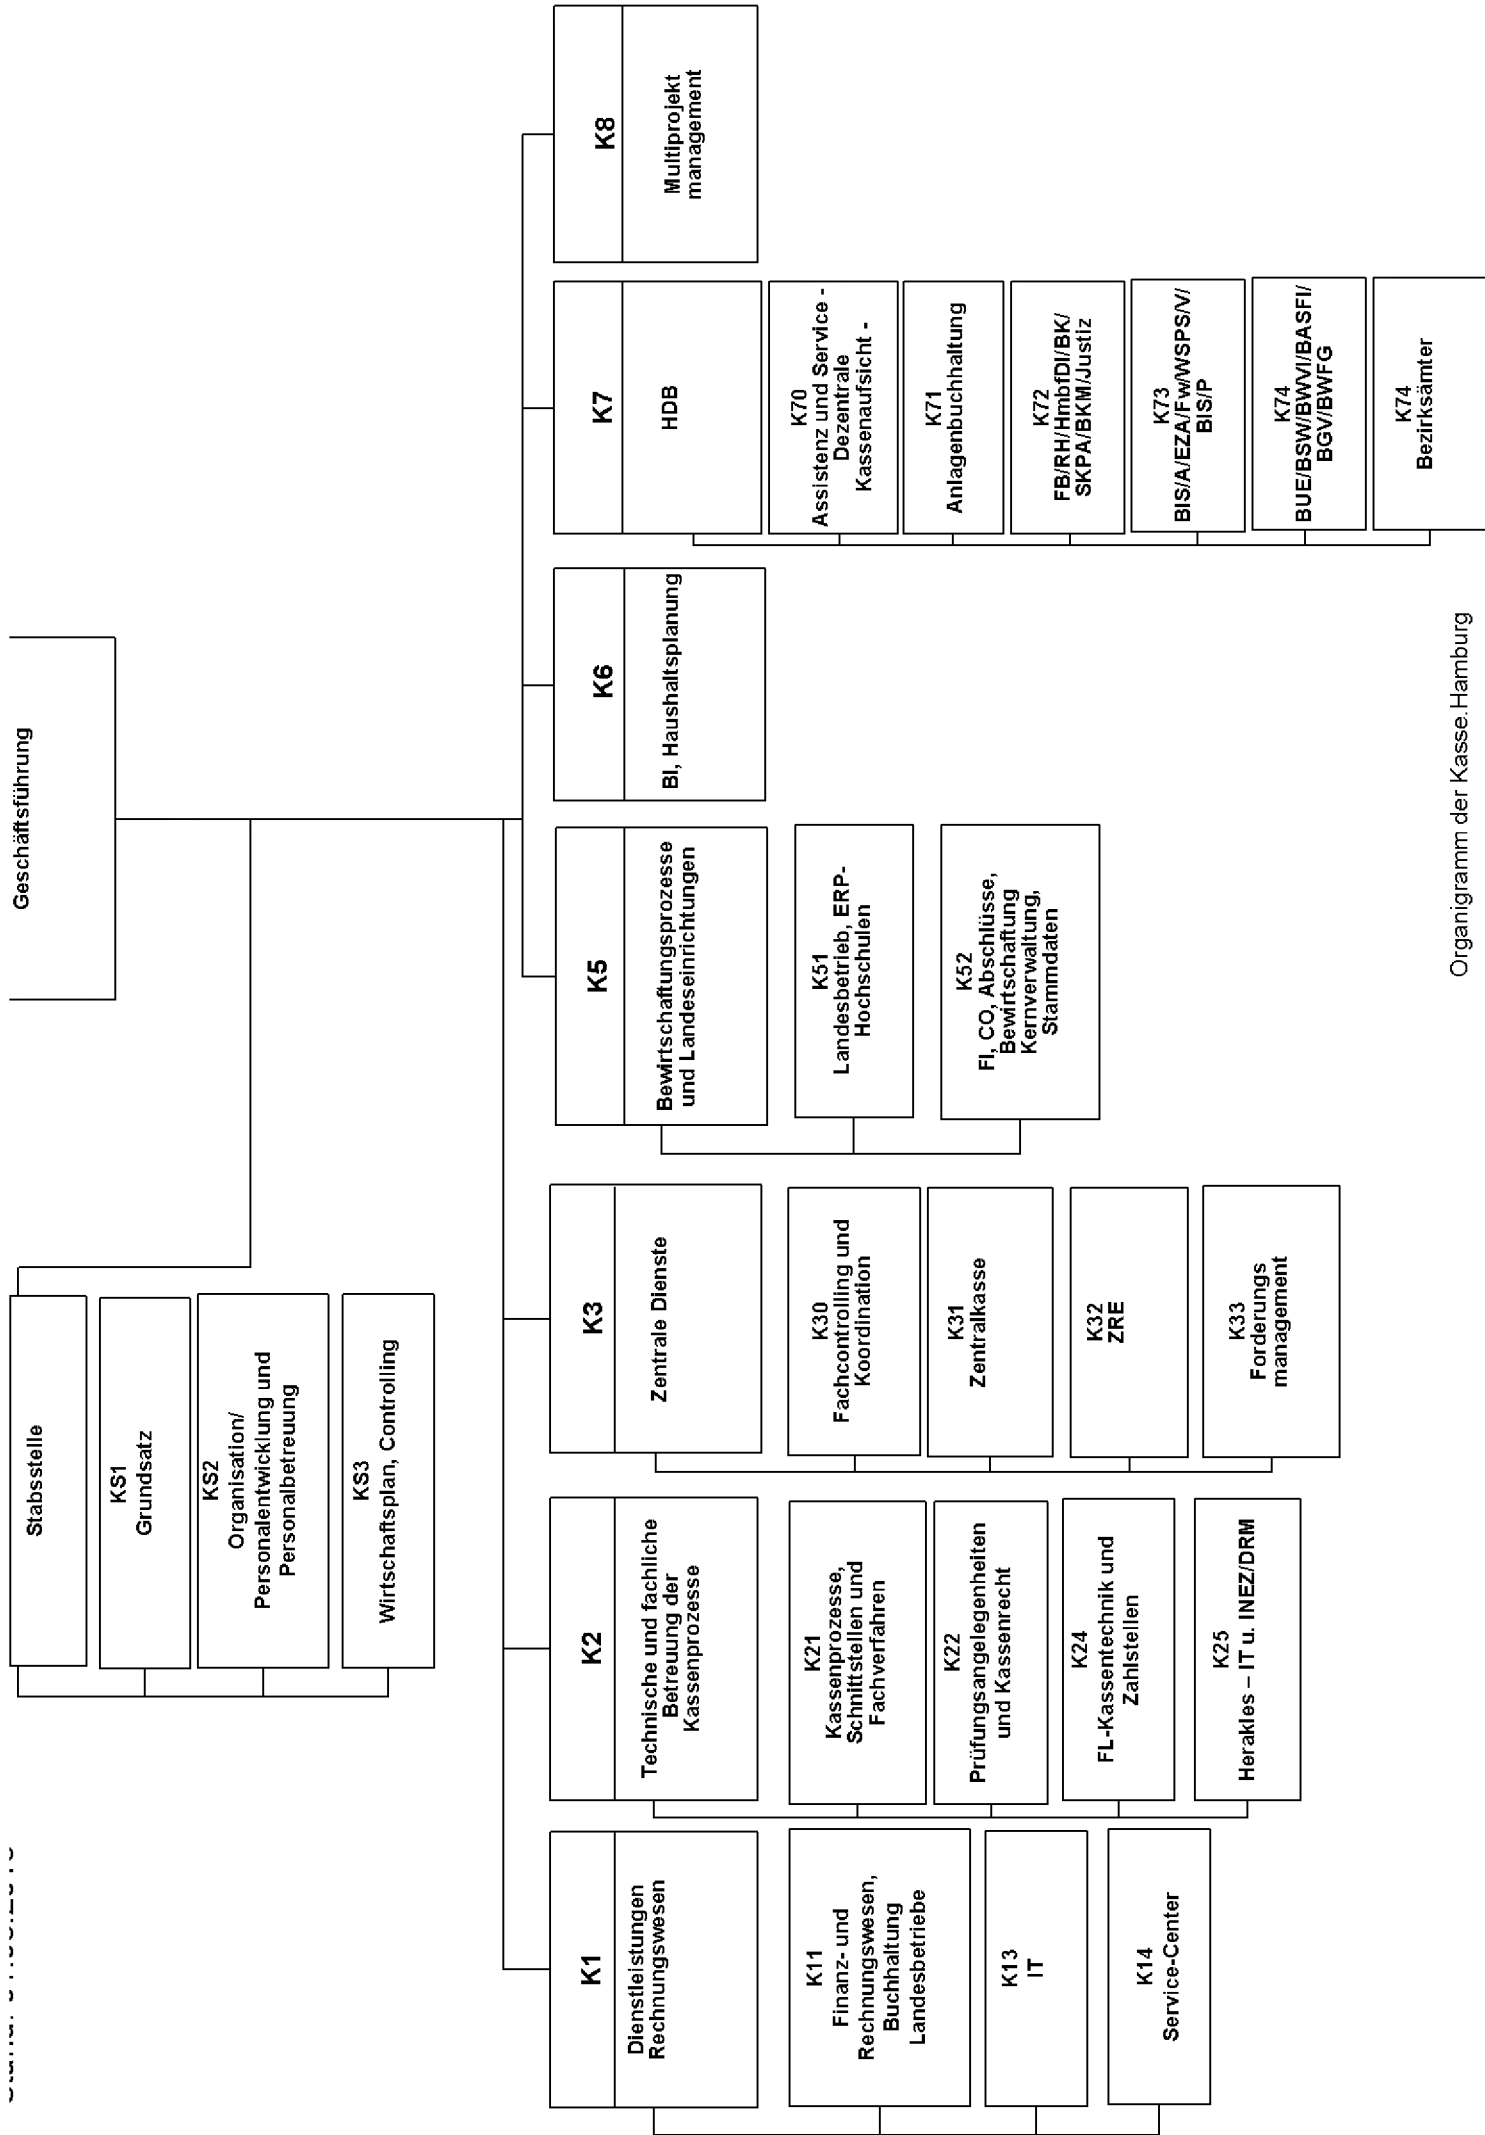 Geschäftsführung
Stabsstelle
KS1
Grundsatz
KS2
Organisation/
Personalentwicklung und
Personalbetreuung
KS3
Wirtschaftsplan, Controlling
K1
Dienstleistungen
Rechnungswesen
K11
Finanz- und
Rechnungswesen,
Buchhaltung
Landesbetriebe
K13
IT
K14
Service-Center
K2
Technische und fachliche
Betreuung der
Kassenprozesse
K21
Kassenprozesse,
Schnittstellen und
Fachverfahren
K22
Prüfungsangelegenheiten
und Kassenrecht
K24
FL-Kassentechnik und
Zahlstellen
K25
Herakles – IT u. INEZ/DRM
K3
Zentrale Dienste
K30
Fachcontrolling und
Koordination
K31
Zentralkasse
K32
ZRE
K33
Forderungs
management
K5
Bewirtschaftungsprozesse
und Landeseinrichtungen
K51
Landesbetrieb, ERP-
Hochschulen
K52
FI, CO, Abschlüsse,
Bewirtschaftung
Kernverwaltung,
Stammdaten
K6
BI, Haushaltsplanung
K7
HDB
K70
Assistenz und Service -
Dezentrale
Kassenaufsicht -
K71
Anlagenbuchhaltung
K72
FB/RH/HmbfDI/BK/
SKPA/BKM/Justiz
K73
BIS/A/EZA/Fw/WSPS/V/
BIS/P
K74
BUE/BSW/BWVI/BASFI/
BGV/BWFG
K74
Bezirksämter
K8
Multiprojekt
management
Organigramm der Kasse.Hamburg